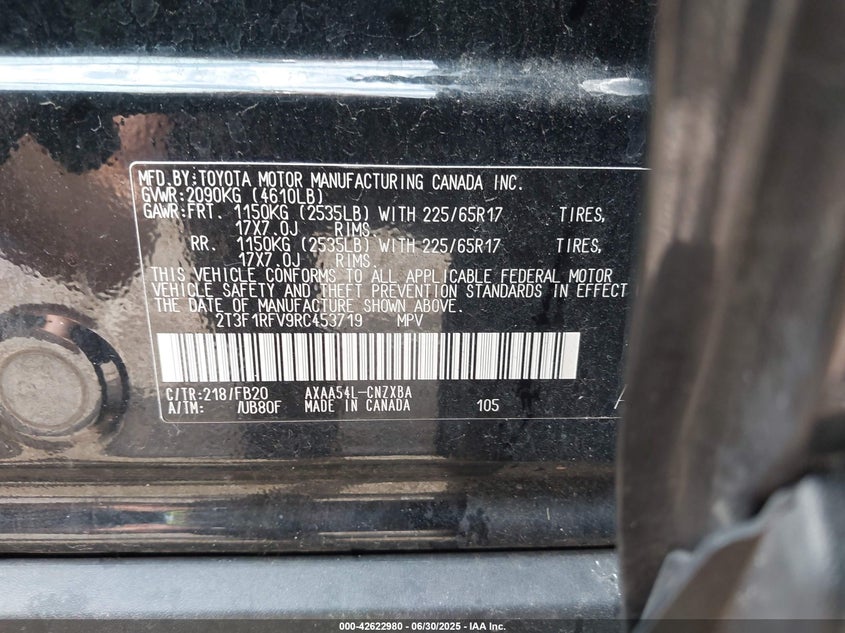 MFD.BY:TOYOTA MOTOR MANUFACTURING CANADA INC.
GVWR:2090KG (4610LB)
GAWR:FRT. 1150KG (2535LB) WITH 225/65R17 TIRES,
17X7.0J RIMS.
RR. 1150KG (2535LB) WITH 225/65R17 TIRES,
17X7.0J RIMS.
THIS VEHICLE CONFORMS TO ALL APPLICABLE FEDERAL MOTOR
VEHICLE SAFETY AND THEFT PREVENTION STANDARDS IN EFFECT
THE DATE OF MANUFACTURE SHOWN ABOVE.
2T3F1RFV9RC453719 MPV
C/TR:218/FB20 AXAA54L-CNZXBA
A/TM: /UB80F MADE IN CANADA 105
000-42622980 - 06/30/2025 - IAA Inc.